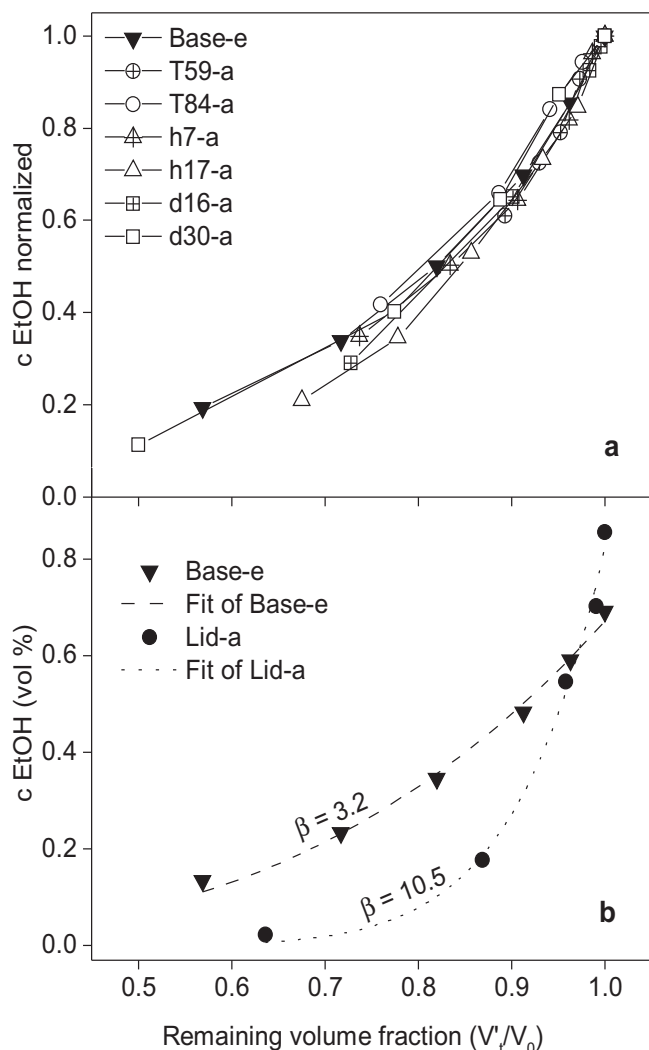 1.0
0.8
0.6
0.4
0.2
0.0
c EtOH normalized
Base-e
T59-a
T84-a
h7-a
h17-a
d16-a
d30-a
a
0.8
0.6
0.4
0.2
0.0
c EtOH (vol %)
Base-e
Fit of Base-e
Lid-a
Fit of Lid-a
β = 3.2
β = 10.5
b
0.5 0.6 0.7 0.8 0.9 1.0
Remaining volume fraction (V't/V0)